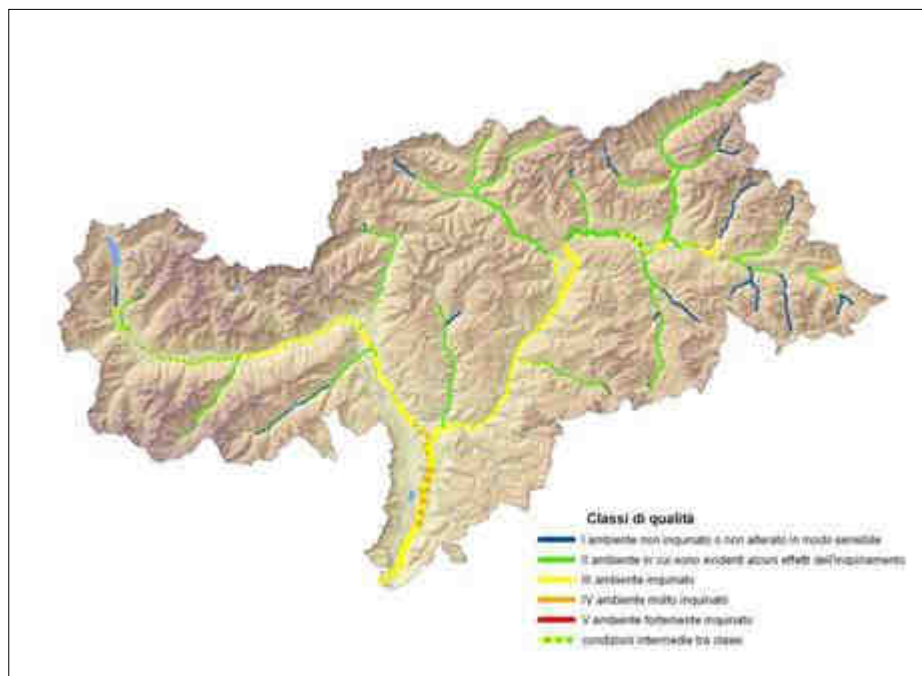 Classi di qualità
I ambiente non inquinato o non alterato in modo sensibile
II ambiente in cui sono evidenti alcuni effetti dell'inquinamento
III ambiente inquinato
IV ambiente molto inquinato
V ambiente fortemente inquinato
condizioni intermedie tra classi